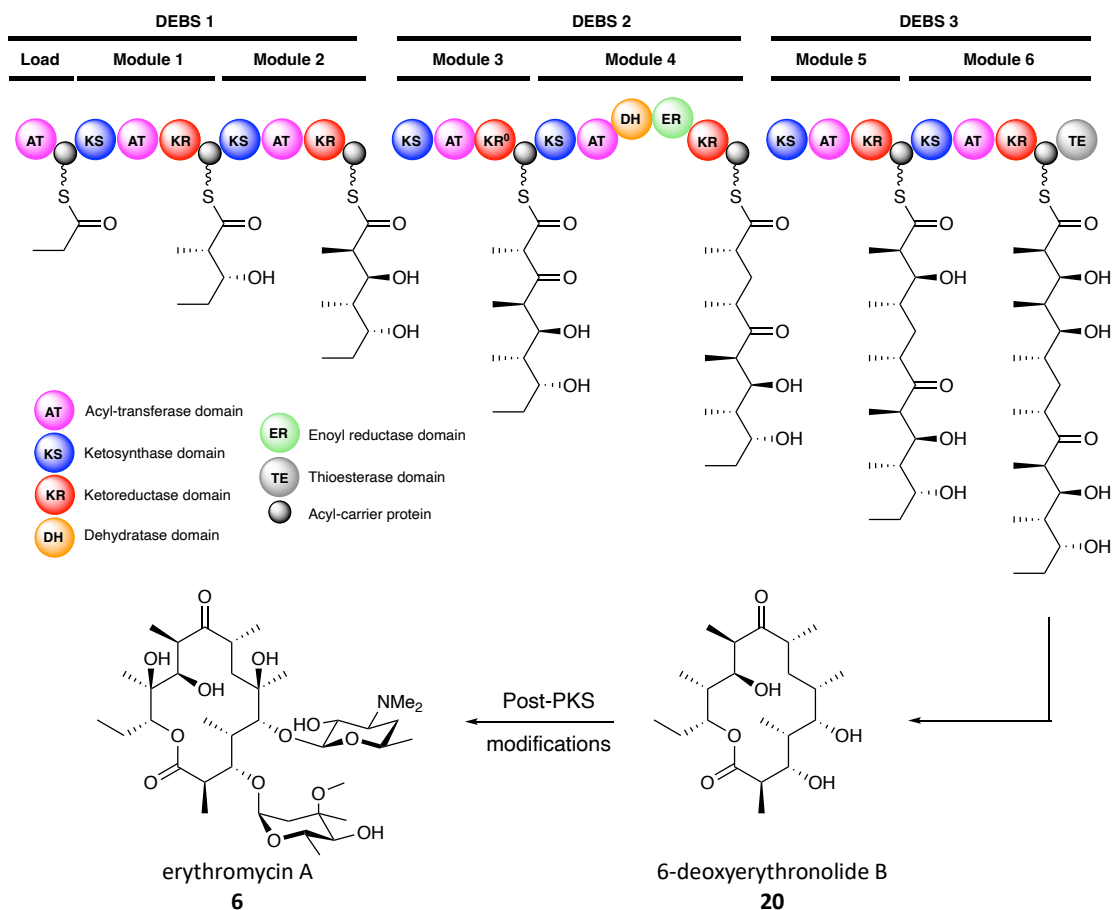 DEBS 1 DEBS 2 DEBS 3
Load Module 1 Module 2 Module 3 Module 4 Module 5 Module 6
AT KS AT KR KS AT KR KS AT KR⁰ KS AT DH ER KR KS AT KR KS AT KR TE
S S S S S S S
O O O O O O O
OH OH O OH OH
OH OH O OH
OH OH O
OH OH O
OH OH
OH OH
OH
AT Acyl-transferase domain
KS Ketosynthase domain
KR Ketoreductase domain
DH Dehydratase domain
ER Enoyl reductase domain
TE Thioesterase domain
Acyl-carrier protein
O
OH OH
OH
NMe₂
HO
O O
O
O
O
O
O OH
erythromycin A
6
Post-PKS
modifications
O
OH
O OH
O OH
6-deoxyerythronolide B
20